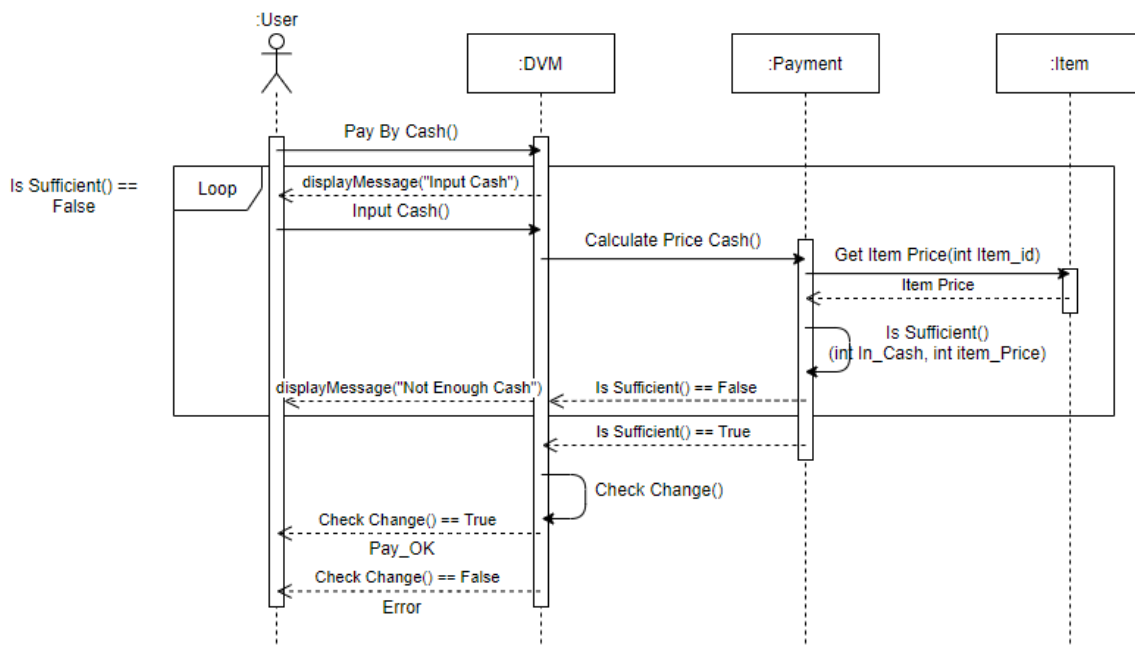 :User
:DVM
:Payment
:Item
Pay By Cash()
Is Sufficient() ==
False
Loop
displayMessage("Input Cash")
Input Cash()
Calculate Price Cash()
Get Item Price(int Item_id)
Item Price
Is Sufficient()
(int In_Cash, int item_Price)
displayMessage("Not Enough Cash")
Is Sufficient() == False
Is Sufficient() == True
Check Change()
Check Change() == True
Pay_OK
Check Change() == False
Error